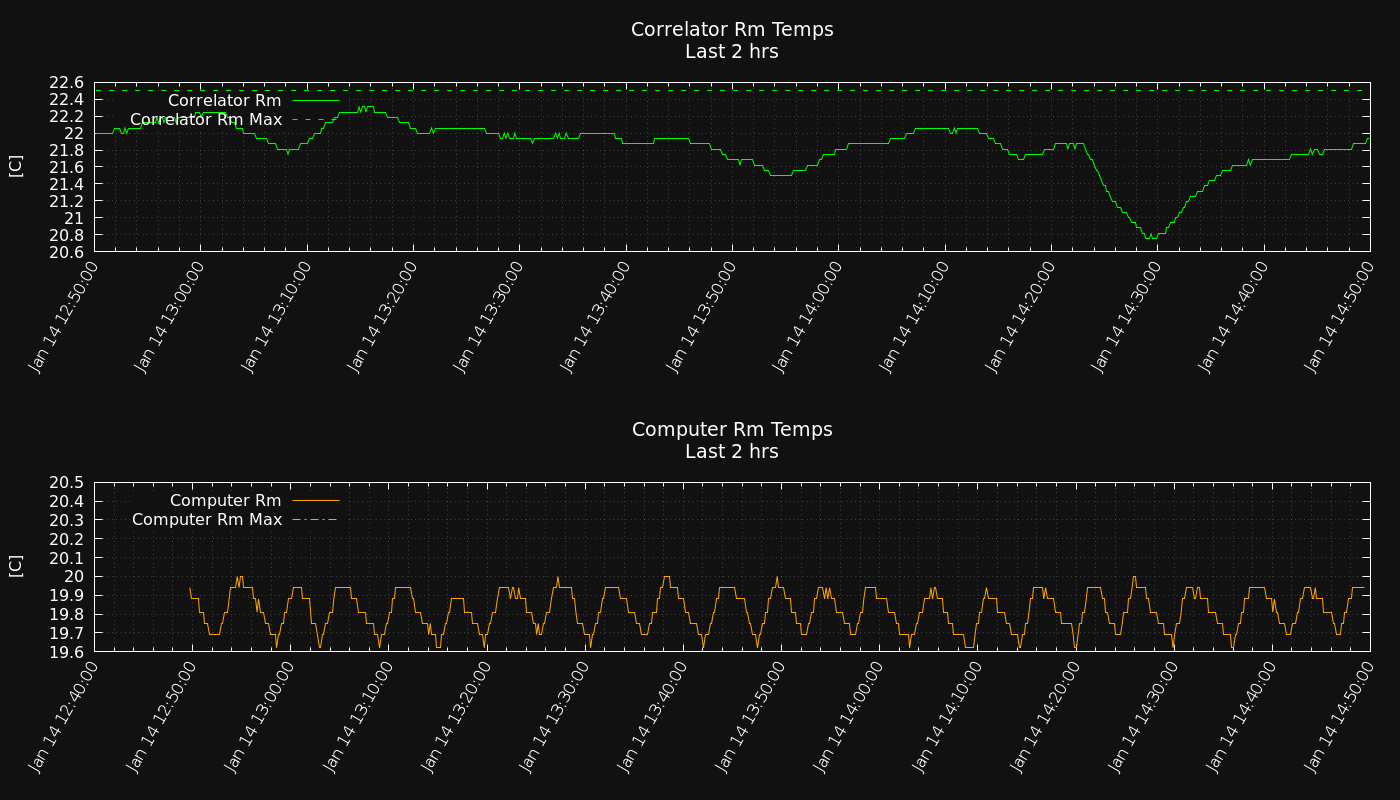 Correlator Rm Temps
Last 2 hrs
22.6
22.4
22.2
22
21.8
21.6
21.4
21.2
21
20.8
20.6
[C]
Correlator Rm
Correlator Rm Max
Jan 14 12:50:00
Jan 14 13:00:00
Jan 14 13:10:00
Jan 14 13:20:00
Jan 14 13:30:00
Jan 14 13:40:00
Jan 14 13:50:00
Jan 14 14:00:00
Jan 14 14:10:00
Jan 14 14:20:00
Jan 14 14:30:00
Jan 14 14:40:00
Jan 14 14:50:00
Computer Rm Temps
Last 2 hrs
20.5
20.4
20.3
20.2
20.1
20
19.9
19.8
19.7
19.6
[C]
Computer Rm
Computer Rm Max
Jan 14 12:40:00
Jan 14 12:50:00
Jan 14 13:00:00
Jan 14 13:10:00
Jan 14 13:20:00
Jan 14 13:30:00
Jan 14 13:40:00
Jan 14 13:50:00
Jan 14 14:00:00
Jan 14 14:10:00
Jan 14 14:20:00
Jan 14 14:30:00
Jan 14 14:40:00
Jan 14 14:50:00